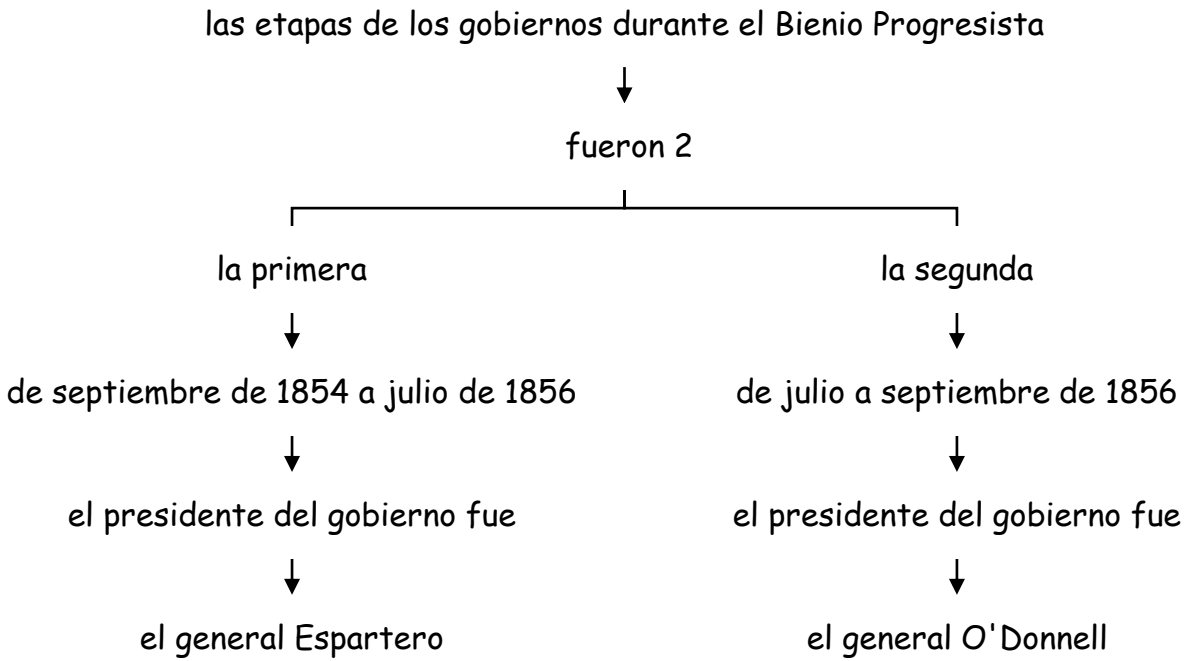 las etapas de los gobiernos durante el Bienio Progresista
fueron 2
la primera
la segunda
de septiembre de 1854 a julio de 1856
de julio a septiembre de 1856
el presidente del gobierno fue
el presidente del gobierno fue
el general Espartero
el general O'Donnell